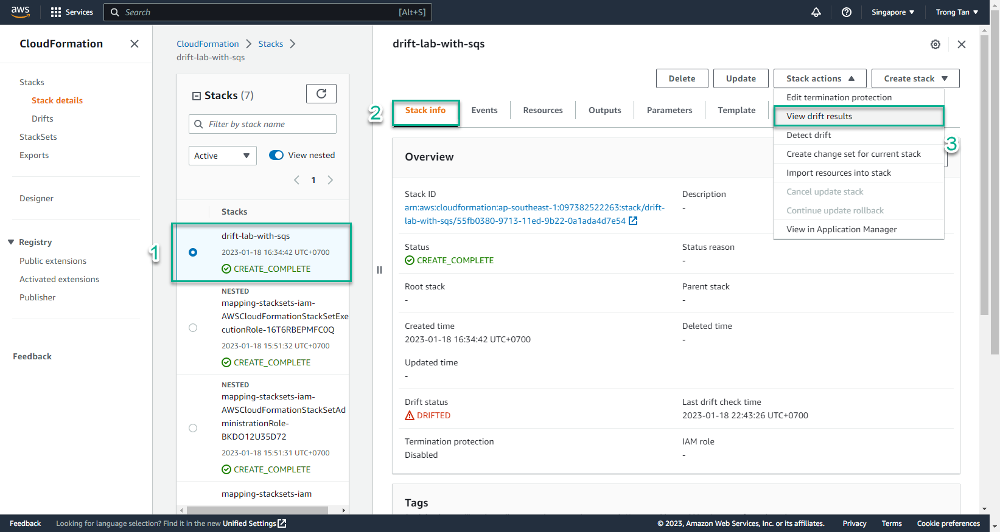 aws
Services
Search
[Alt+S]
Singapore
Trong Tan
CloudFormation
Stacks
Stack details
Drifts
StackSets
Exports
Designer
Registry
Public extensions
Activated extensions
Publisher
Feedback
CloudFormation
Stacks
drift-lab-with-sqs
Stacks (7)
Filter by stack name
Active
View nested
1
Stacks
1
drift-lab-with-sqs
2023-01-18 16:34:42 UTC+0700
CREATE_COMPLETE
NESTED
mapping-stacksets-iam-
AWSCloudFormationStackSetExe
cutionRole-16T6RBEPMFC0Q
2023-01-18 15:51:32 UTC+0700
CREATE_COMPLETE
NESTED
mapping-stacksets-iam-
AWSCloudFormationStackSetAd
ministrationRole-
BKDO12U35D72
2023-01-18 15:51:31 UTC+0700
CREATE_COMPLETE
mapping-stacksets-iam
drift-lab-with-sqs
Delete
Update
Stack actions
Create stack
2
Stack info
Events
Resources
Outputs
Parameters
Template
Edit termination protection
View drift results
3
Detect drift
Create change set for current stack
Import resources into stack
Cancel update stack
Continue update rollback
View in Application Manager
Overview
Stack ID
arn:aws:cloudformation:ap-southeast-1:097382522263:stack/drift-
lab-with-sqs/55fb0380-9713-11ed-9b22-0a1ada4d7e54
Description
-
Status
CREATE_COMPLETE
Status reason
-
Root stack
-
Parent stack
-
Created time
2023-01-18 16:34:42 UTC+0700
Deleted time
-
Updated time
-
Drift status
DRIFTED
Last drift check time
2023-01-18 22:43:26 UTC+0700
Termination protection
Disabled
IAM role
-
Tags
Feedback
Looking for language selection? Find it in the new Unified Settings
© 2023, Amazon Web Services, Inc. or its affiliates.
Privacy
Terms
Cookie preferences